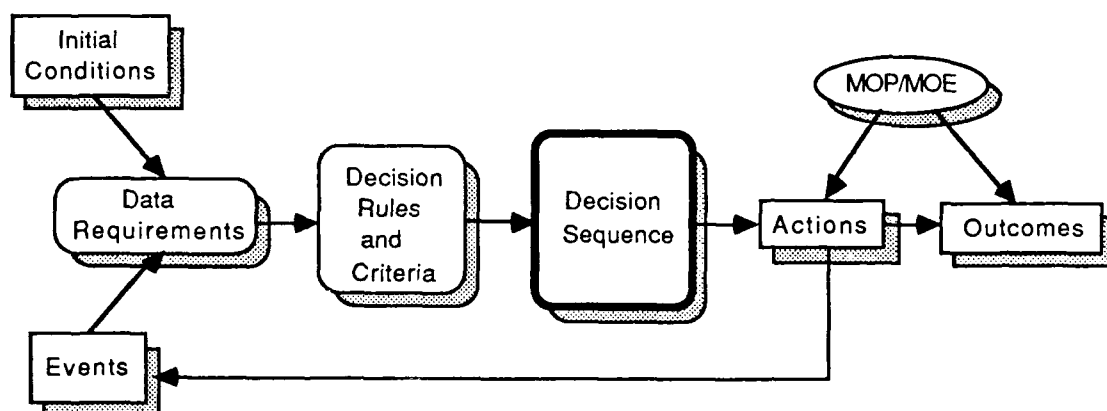 Initial
Conditions
MOP/MOE
Data
Requirements
Decision
Rules
and
Criteria
Decision
Sequence
Actions
Outcomes
Events